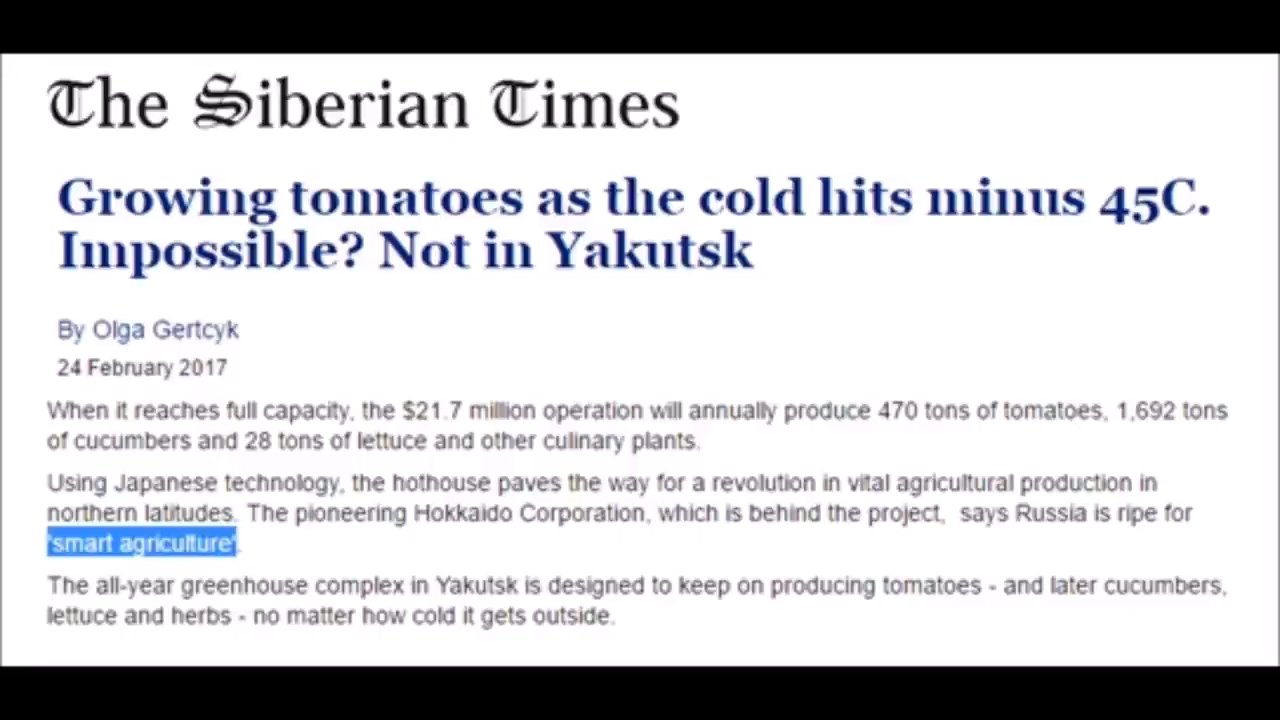 The Siberian Times
Growing tomatoes as the cold hits minus 45C.
Impossible? Not in Yakutsk
By Olga Gertcyk
24 February 2017
When it reaches full capacity, the $21.7 million operation will annually produce 470 tons of tomatoes, 1,692 tons
of cucumbers and 28 tons of lettuce and other culinary plants.
Using Japanese technology, the hothouse paves the way for a revolution in vital agricultural production in
northern latitudes. The pioneering Hokkaido Corporation, which is behind the project,  says Russia is ripe for
'smart agriculture'.
The all-year greenhouse complex in Yakutsk is designed to keep on producing tomatoes - and later cucumbers,
lettuce and herbs - no matter how cold it gets outside.